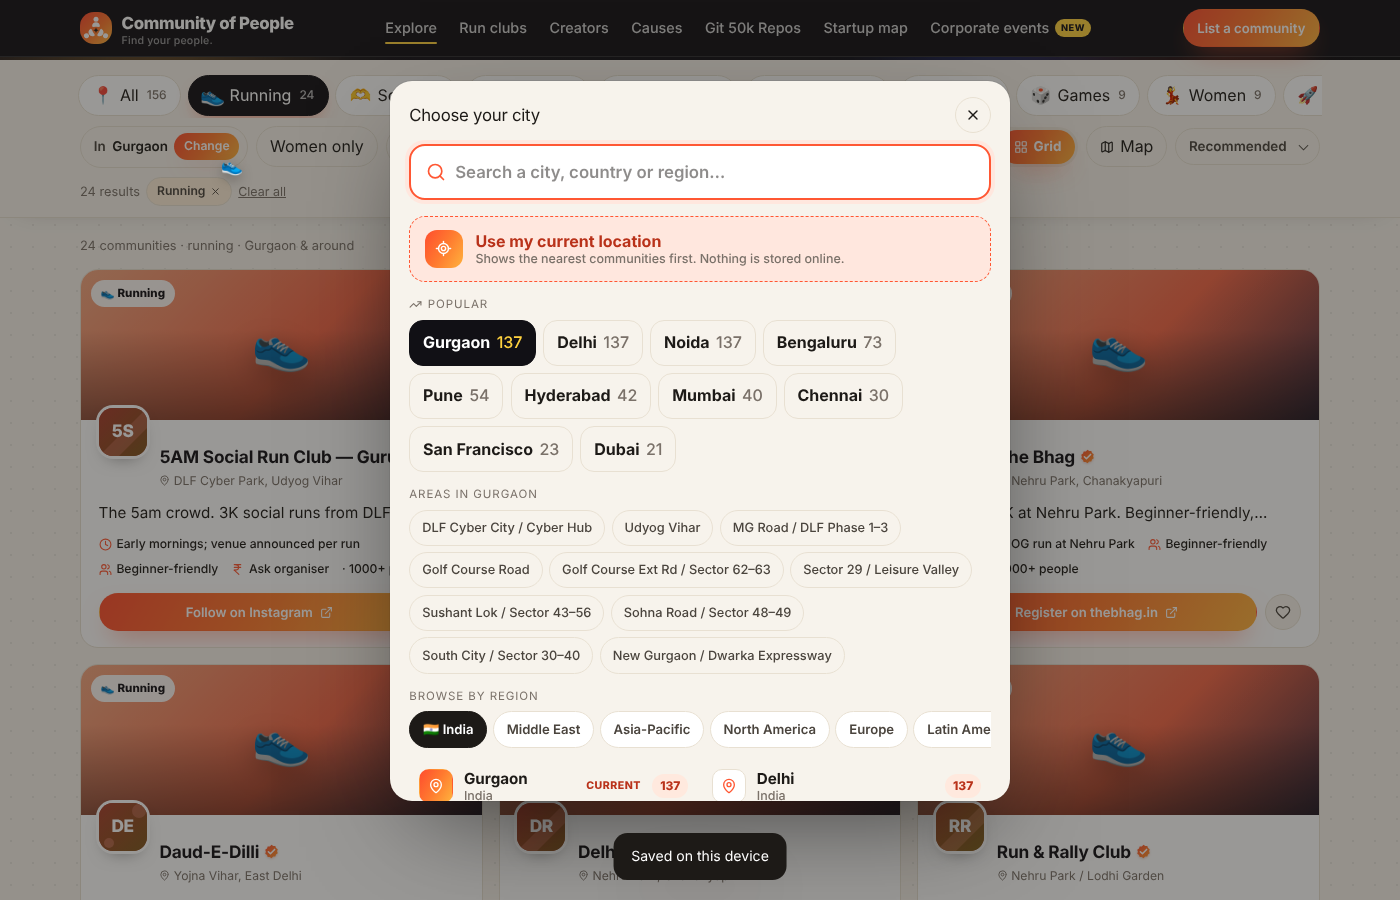 Community of People
Find your people.
Explore
Run clubs
Creators
Causes
Git 50k Repos
Startup map
Corporate events NEW
List a community
All 156
Running 24
Games 9
Women 9
In Gurgaon Change
Women only
Grid
Map
Recommended
24 results
Running ×
Clear all
24 communities · running · Gurgaon & around
Choose your city
Search a city, country or region...
Use my current location
Shows the nearest communities first. Nothing is stored online.
POPULAR
Gurgaon 137
Delhi 137
Noida 137
Bengaluru 73
Pune 54
Hyderabad 42
Mumbai 40
Chennai 30
San Francisco 23
Dubai 21
AREAS IN GURGAON
DLF Cyber City / Cyber Hub
Udyog Vihar
MG Road / DLF Phase 1–3
Golf Course Road
Golf Course Ext Rd / Sector 62–63
Sector 29 / Leisure Valley
Sushant Lok / Sector 43–56
Sohna Road / Sector 48–49
South City / Sector 30–40
New Gurgaon / Dwarka Expressway
BROWSE BY REGION
India
Middle East
Asia-Pacific
North America
Europe
Latin Ame
Gurgaon
India
CURRENT 137
Delhi
India
137
Running
5S
5AM Social Run Club — Guru
DLF Cyber Park, Udyog Vihar
The 5am crowd. 3K social runs from DLF
Early mornings; venue announced per run
Beginner-friendly
₹ Ask organiser
· 1000+
Follow on Instagram
he Bhag
Nehru Park, Chanakyapuri
at Nehru Park. Beginner-friendly,...
OG run at Nehru Park
Beginner-friendly
00+ people
Register on thebhag.in
Running
DE
Daud-E-Dilli
Yojna Vihar, East Delhi
DR
Delh
Neh
RR
Run & Rally Club
Nehru Park / Lodhi Garden
Saved on this device